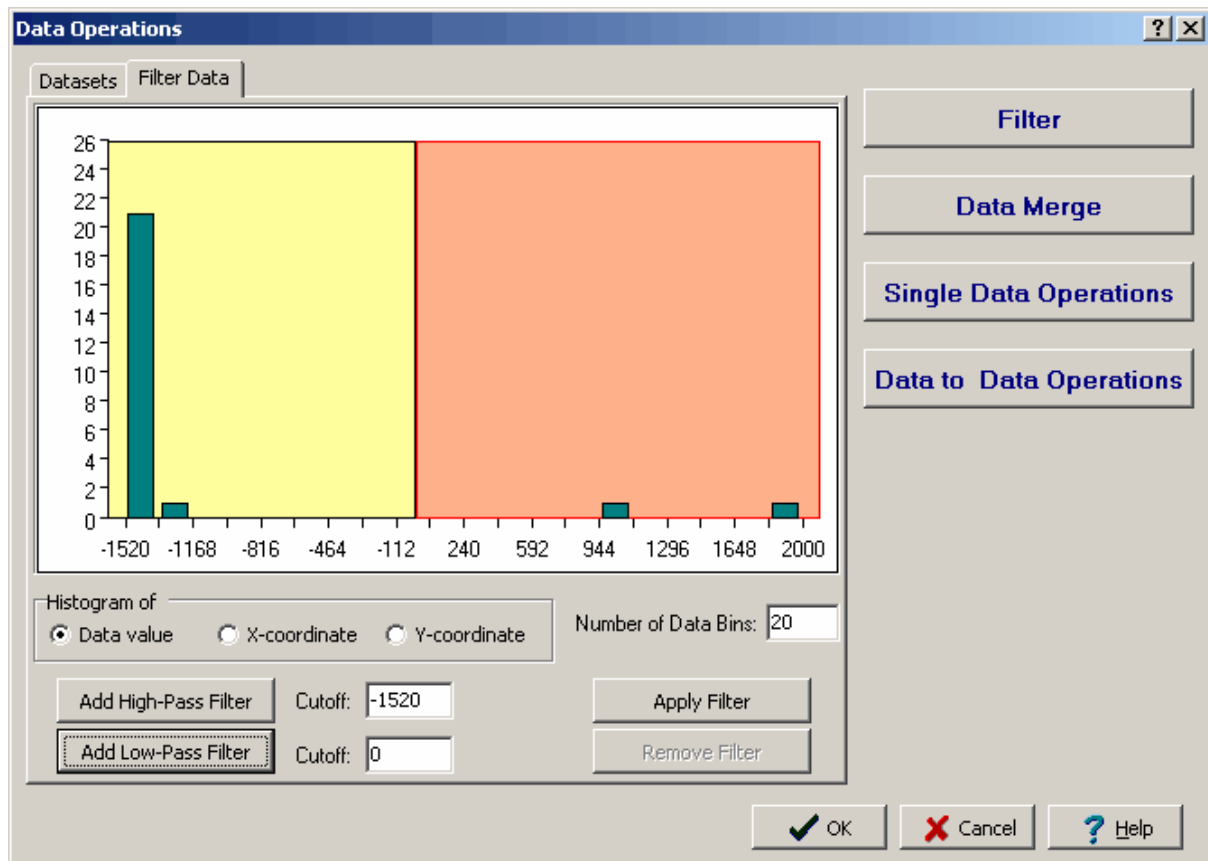 Data Operations
Datasets Filter Data
26
24
22
20
18
16
14
12
10
8
6
4
2
0
-1520 -1168 -816 -464 -112 240 592 944 1296 1648 2000
Filter
Data Merge
Single Data Operations
Data to Data Operations
Histogram of
Data value X-coordinate Y-coordinate
Number of Data Bins: 20
Add High-Pass Filter Cutoff: -1520 Apply Filter
Add Low-Pass Filter Cutoff: 0 Remove Filter
OK Cancel ? Help